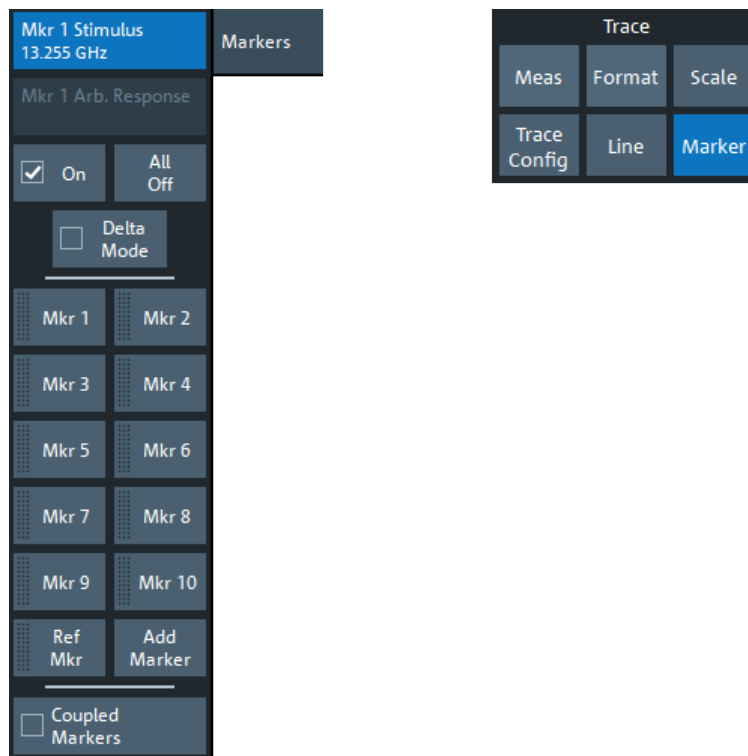 Mkr 1 Stimulus
13.255 GHz
Mkr 1 Arb. Response
On
All
Off
Delta
Mode
Mkr 1
Mkr 2
Mkr 3
Mkr 4
Mkr 5
Mkr 6
Mkr 7
Mkr 8
Mkr 9
Mkr 10
Ref
Mkr
Add
Marker
Coupled
Markers
Markers
Trace
Meas
Format
Scale
Trace
Config
Line
Marker